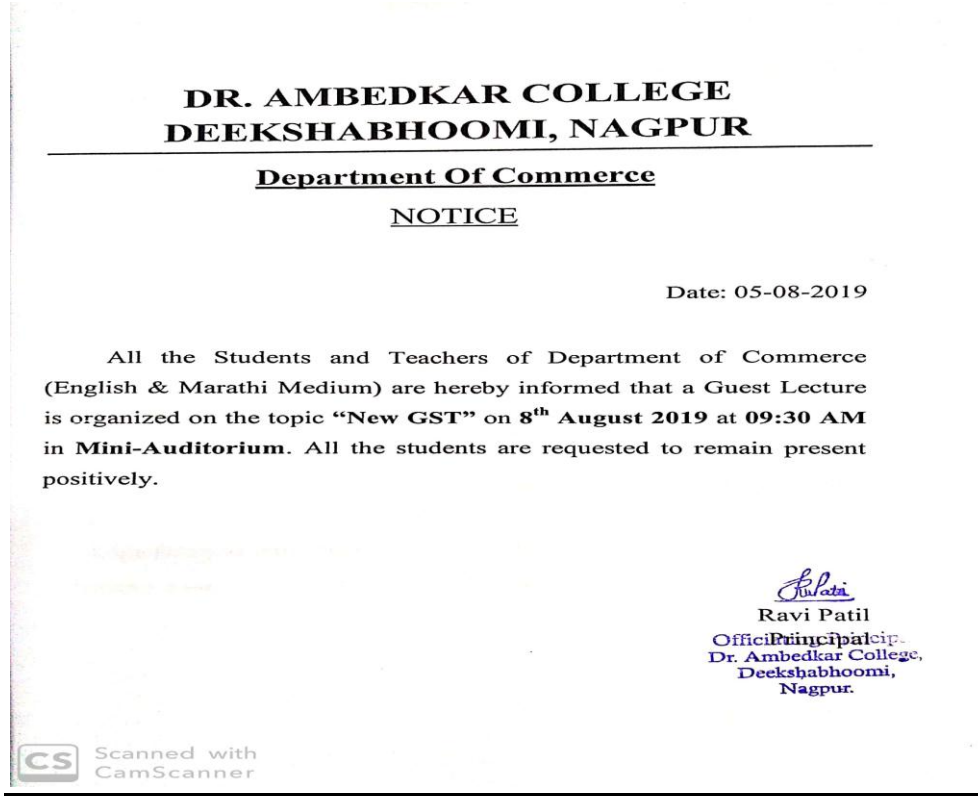 DR. AMBEDKAR COLLEGE
DEEKSHABHOOMI, NAGPUR
Department Of Commerce
NOTICE
Date: 05-08-2019
All the Students and Teachers of Department of Commerce
(English & Marathi Medium) are hereby informed that a Guest Lecture
is organized on the topic “New GST” on 8th August 2019 at 09:30 AM
in Mini-Auditorium. All the students are requested to remain present
positively.
Ravi Patil
Principal
Dr. Ambedkar College,
Deekshabhoomi,
Nagpur.
CS
Scanned with
CamScanner